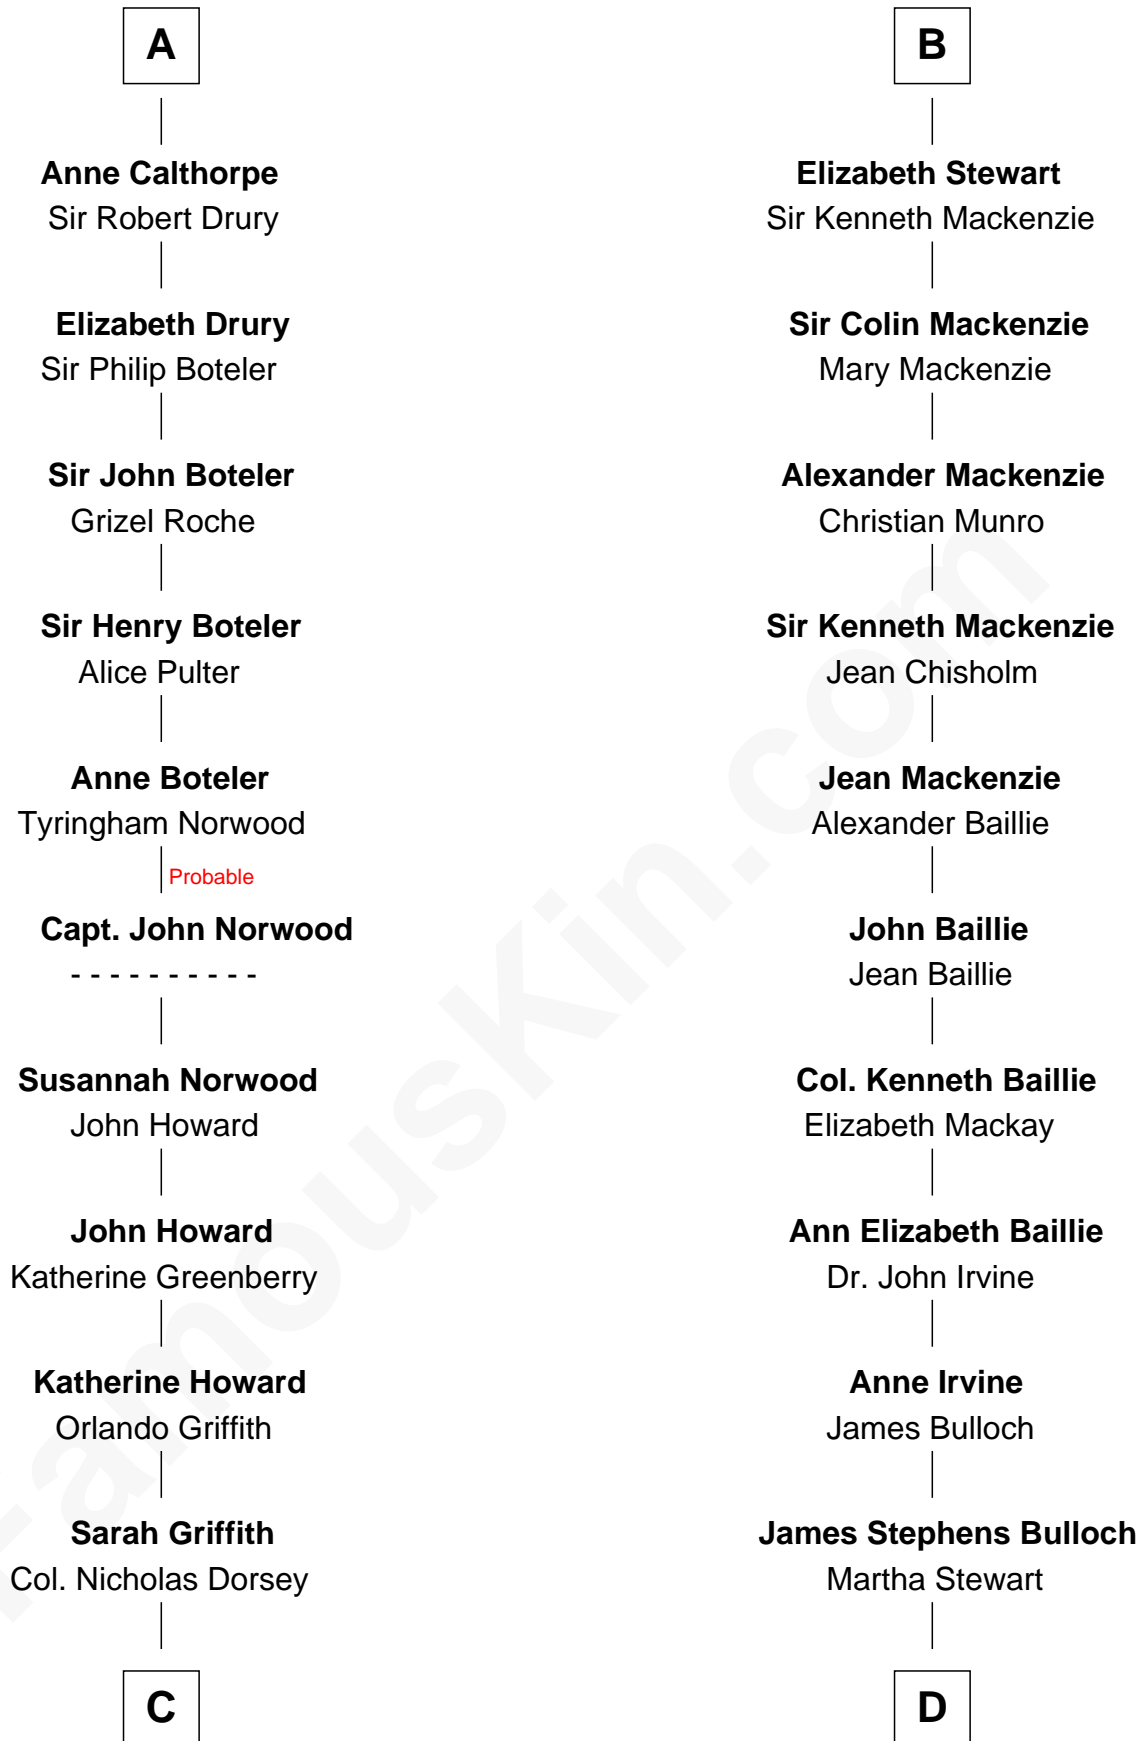 A
Anne Calthorpe
Sir Robert Drury
Elizabeth Drury
Sir Philip Boteler
Sir John Boteler
Grizel Roche
Sir Henry Boteler
Alice Pulter
Anne Boteler
Tyringham Norwood
Probable
Capt. John Norwood
- - - - - - - - - -
Susannah Norwood
John Howard
John Howard
Katherine Greenberry
Katherine Howard
Orlando Griffith
Sarah Griffith
Col. Nicholas Dorsey
C
B
Elizabeth Stewart
Sir Kenneth Mackenzie
Sir Colin Mackenzie
Mary Mackenzie
Alexander Mackenzie
Christian Munro
Sir Kenneth Mackenzie
Jean Chisholm
Jean Mackenzie
Alexander Baillie
John Baillie
Jean Baillie
Col. Kenneth Baillie
Elizabeth Mackay
Ann Elizabeth Baillie
Dr. John Irvine
Anne Irvine
James Bulloch
James Stephens Bulloch
Martha Stewart
D
FamousKin.com